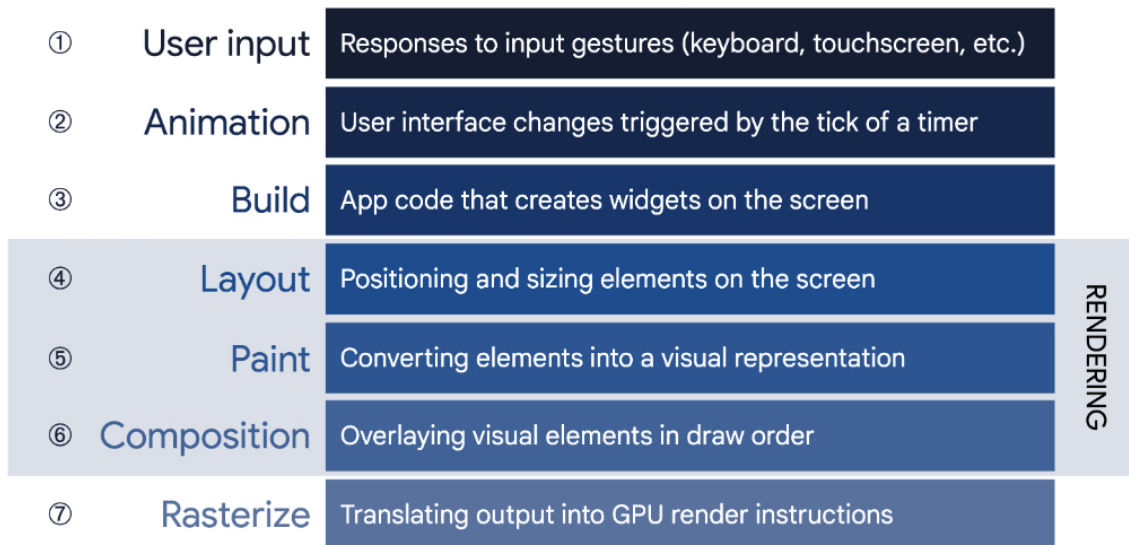 ① User input Responses to input gestures (keyboard, touchscreen, etc.)
② Animation User interface changes triggered by the tick of a timer
③ Build App code that creates widgets on the screen
④ Layout Positioning and sizing elements on the screen
⑤ Paint Converting elements into a visual representation
⑥ Composition Overlaying visual elements in draw order
RENDERING
⑦ Rasterize Translating output into GPU render instructions